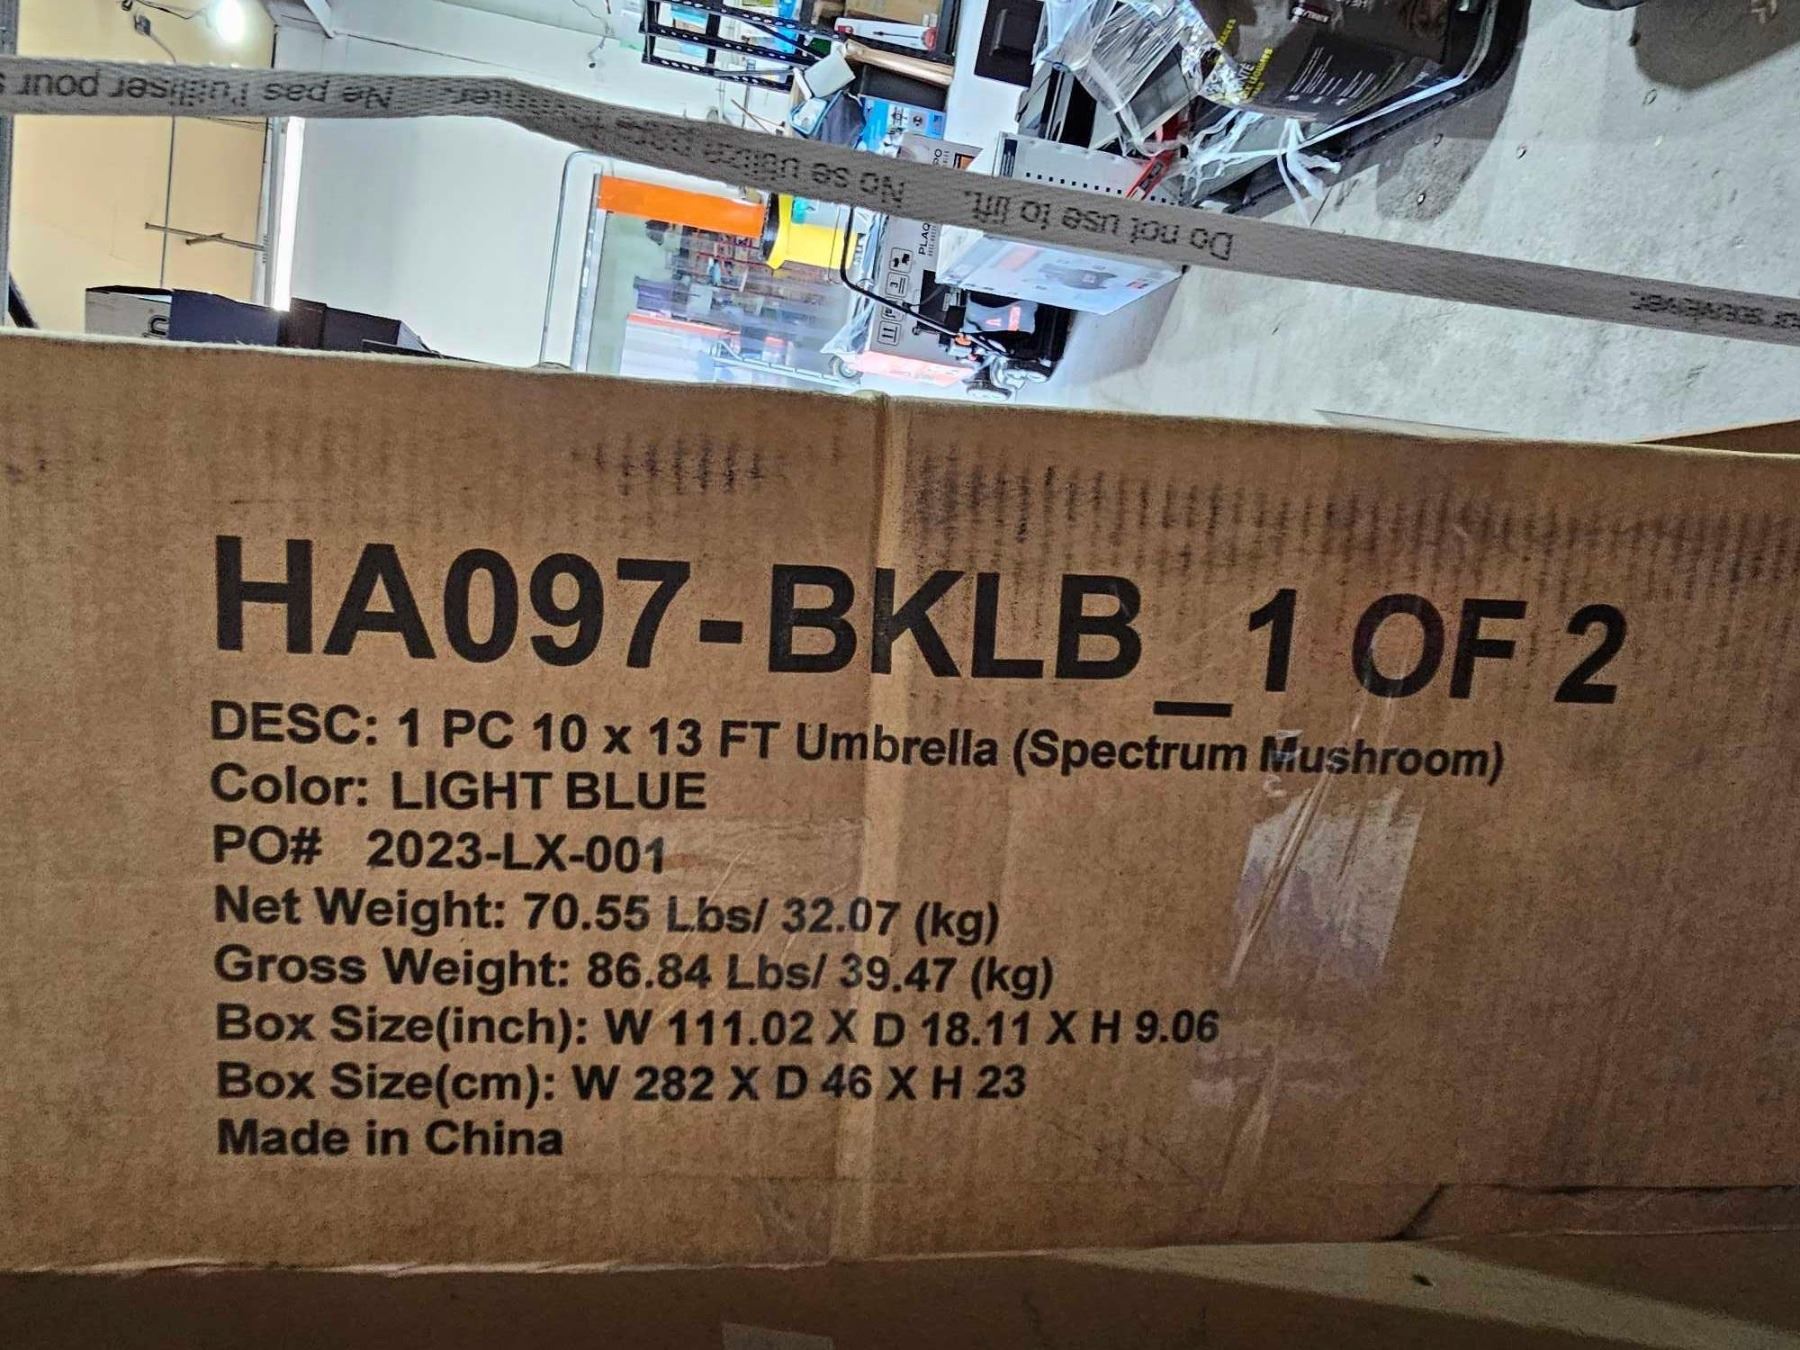 Do not use to lift. No se utilize para Ne pas l'utiliser pour
HA097-BKLB_1 OF 2
DESC: 1 PC 10 x 13 FT Umbrella (Spectrum Mushroom)
Color: LIGHT BLUE
PO# 2023-LX-001
Net Weight: 70.55 Lbs/ 32.07 (kg)
Gross Weight: 86.84 Lbs/ 39.47 (kg)
Box Size(inch): W 111.02 X D 18.11 X H 9.06
Box Size(cm): W 282 X D 46 X H 23
Made in China